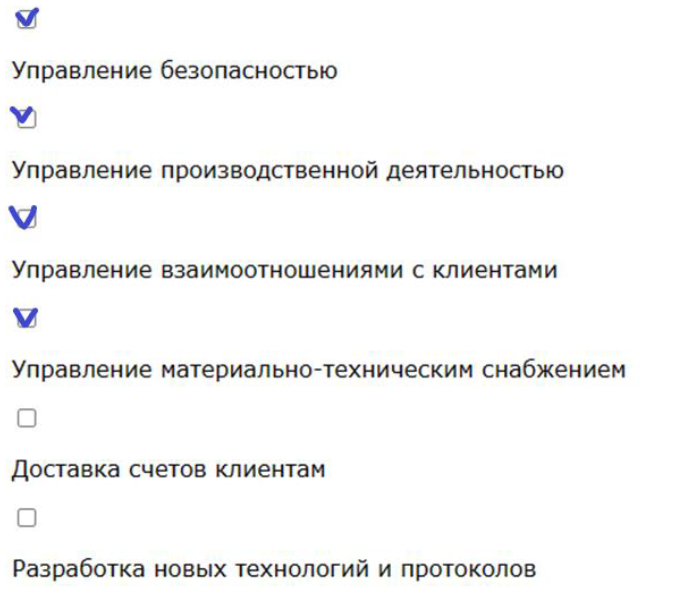 Управление безопасностью
Управление производственной деятельностью
Управление взаимоотношениями с клиентами
Управление материально-техническим снабжением
Доставка счетов клиентам
Разработка новых технологий и протоколов